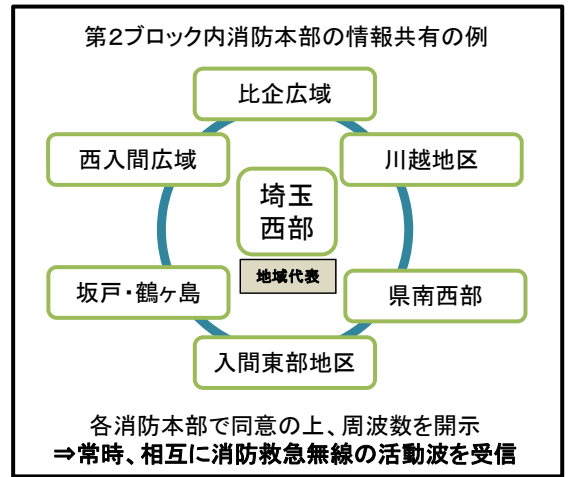 第2ブロック内消防本部の情報共有の例
比企広域
西入間広域
川越地区
埼玉
西部
地域代表
坂戸・鶴ヶ島
県南西部
入間東部地区
各消防本部で同意の上、周波数を開示
⇒常時、相互に消防救急無線の活動波を受信